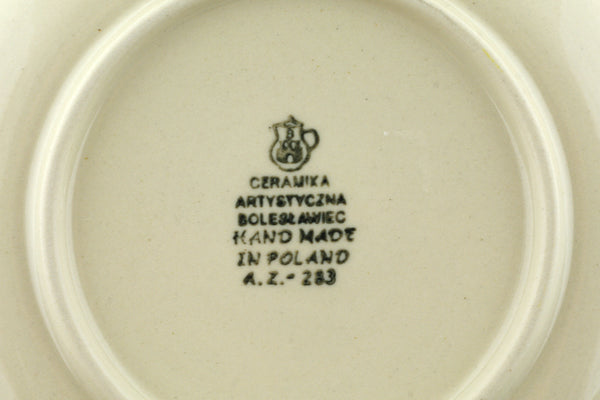 CERAMIKA
ARTYSTYCZNA
BOLESŁAWIEC
HAND MADE
IN POLAND
A.Z.- 283